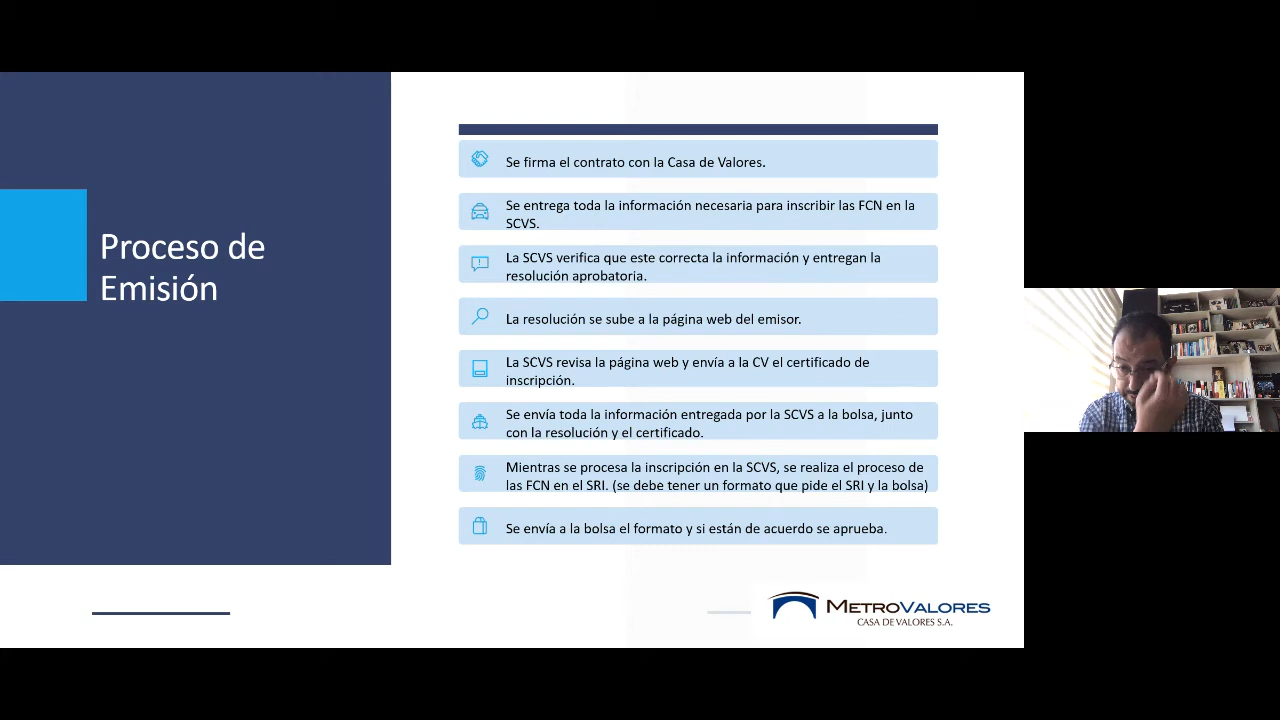 Proceso de
Emisión
Se firma el contrato con la Casa de Valores.
Se entrega toda la información necesaria para inscribir las FCN en la
SCVS.
La SCVS verifica que este correcta la información y entregan la
resolución aprobatoria.
La resolución se sube a la página web del emisor.
La SCVS revisa la página web y envía a la CV el certificado de
inscripción.
Se envía toda la información entregada por la SCVS a la bolsa, junto
con la resolución y el certificado.
Mientras se procesa la inscripción en la SCVS, se realiza el proceso de
las FCN en el SRI. (se debe tener un formato que pide el SRI y la bolsa)
Se envía a la bolsa el formato y si están de acuerdo se aprueba.
METROVALORES
CASA DE VALORES S.A.